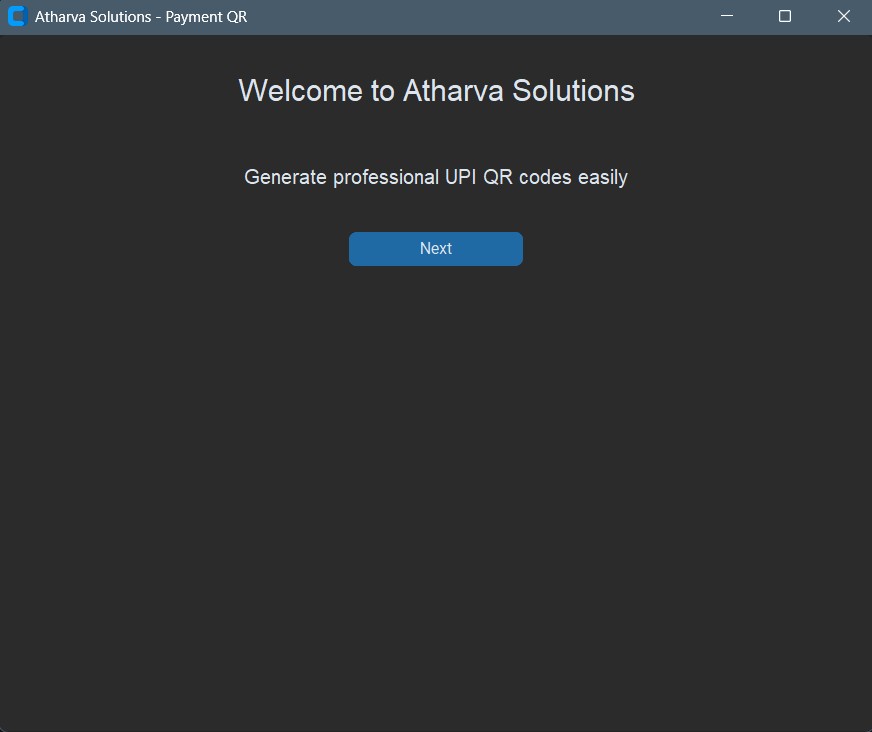 Atharva Solutions - Payment QR
Welcome to Atharva Solutions
Generate professional UPI QR codes easily
Next